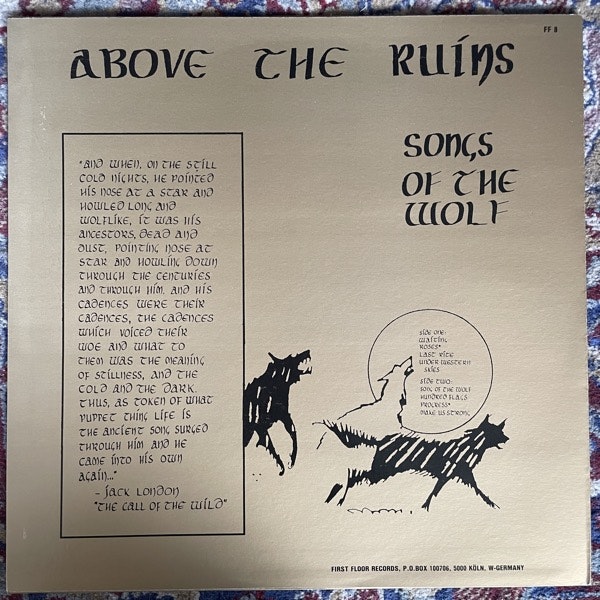 FF 8
ABOVE THE RUINS
SONGS
OF THE
WOLF
"AND WHEN, ON THE STILL
COLD NIGHTS, HE POINTED
HIS NOSE AT A STAR AND
HOWLED LONG AND
WOLFLIKE, IT WAS HIS
ANCESTORS, DEAD AND
DUST, POINTING NOSE AT
STAR AND HOWLING DOWN
THROUGH THE CENTURIES
AND THROUGH HIM. AND HIS
CADENCES WERE THEIR
CADENCES, THE CADENCES
WHICH VOICED THEIR
WOE AND WHAT TO
THEM WAS THE MEANING
OF STILLNESS, AND THE
COLD AND THE DARK.
THUS, AS TOKEN OF WHAT
PUPPET THING LIFE IS
THE ANCIENT SONG SURGED
THROUGH HIM AND HE
CAME INTO HIS OWN
AGAIN..."
- JACK LONDON
"THE CALL OF THE WILD"
SIDE ONE:
WAITING
ROSES*
LAST RITE
UNDER WESTERN
SKIES
SIDE TWO:
SONG OF THE WOLF
HUNDRED FLAGS
PROGRESS*
MAKE US STRONG
FIRST FLOOR RECORDS, P.O.BOX 100706, 5000 KÖLN, W-GERMANY